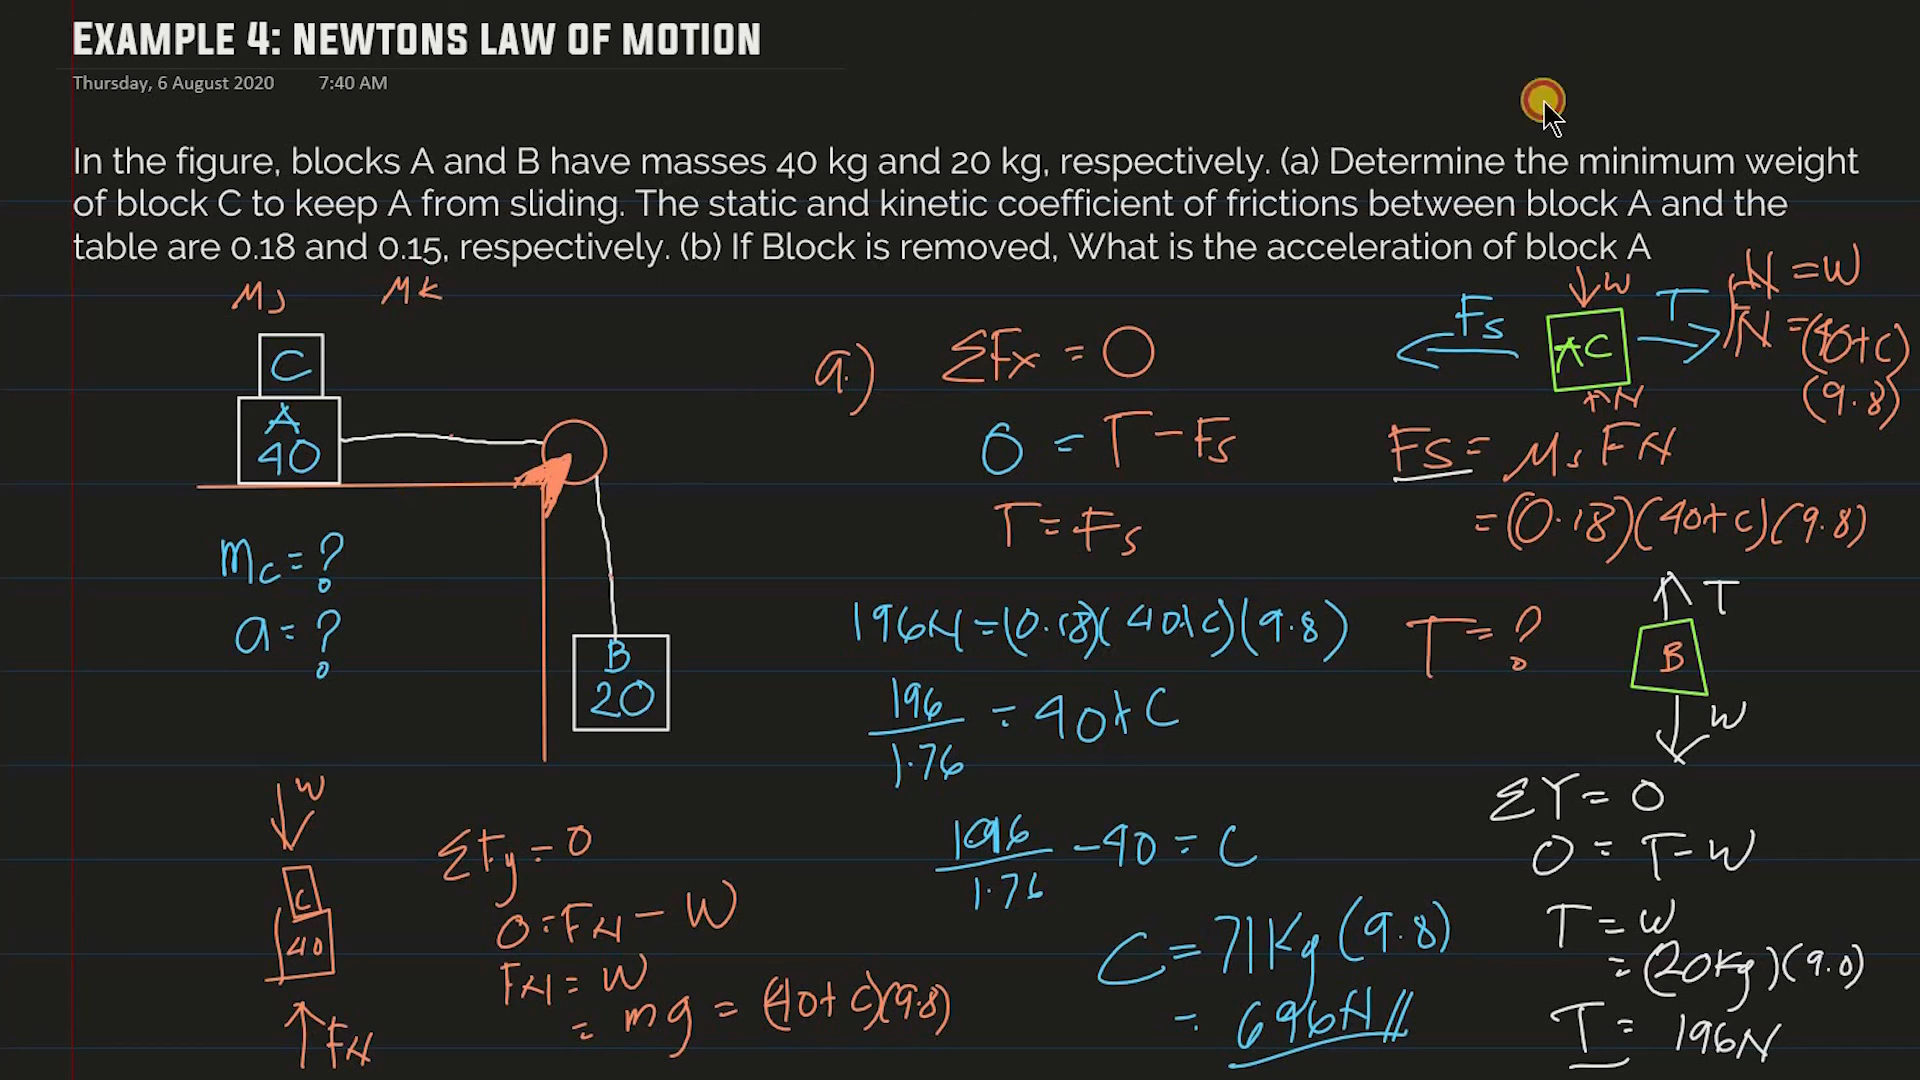 EXAMPLE 4: NEWTONS LAW OF MOTION
Thursday, 6 August 2020 7:40 AM
In the figure, blocks A and B have masses 40 kg and 20 kg, respectively. (a) Determine the minimum weight
of block C to keep A from sliding. The static and kinetic coefficient of frictions between block A and the
table are 0.18 and 0.15, respectively. (b) If Block is removed, What is the acceleration of block A
μs μk
C
A
40
B
20
mc = ?
a = ?
W
C
40
FN
ΣFy = 0
0 = FN - W
FN = W
= mg = (40+C)(9.8)
a.)
ΣFx = 0
0 = T - Fs
T = Fs
196N = (0.18)(40+C)(9.8)
196/1.76 = 40+C
196/1.76 - 40 = C
C = 71Kg (9.8)
= 696N //
Fs
W
AC
T
N
N = W
N = (40+C)
(9.8)
Fs = μs FN
= (0.18)(40+C)(9.8)
T = ?
T
B
W
ΣY = 0
0 = T - W
T = W
= (20kg)(9.8)
T = 196N